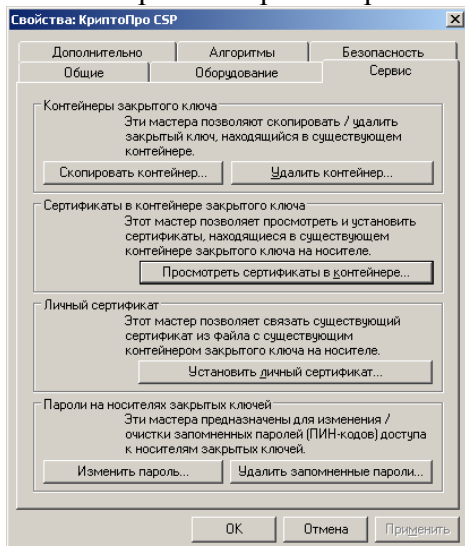 Свойства: КриптоПро CSP
Дополнительно Алгоритмы Безопасность
Общие Оборудование Сервис
Контейнеры закрытого ключа
Эти мастера позволяют скопировать / удалить
закрытый ключ, находящийся в существующем
контейнере.
Скопировать контейнер... Удалить контейнер...
Сертификаты в контейнере закрытого ключа
Этот мастер позволяет просмотреть и установить
сертификаты, находящиеся в существующем
контейнере закрытого ключа на носителе.
Просмотреть сертификаты в контейнере...
Личный сертификат
Этот мастер позволяет связать существующий
сертификат из файла с существующим
контейнером закрытого ключа на носителе.
Установить личный сертификат...
Пароли на носителях закрытых ключей
Эти мастера предназначены для изменения /
очистки запомненных паролей (ПИН-кодов) доступа
к носителям закрытых ключей.
Изменить пароль... Удалить запомненные пароли...
OK Отмена Применить